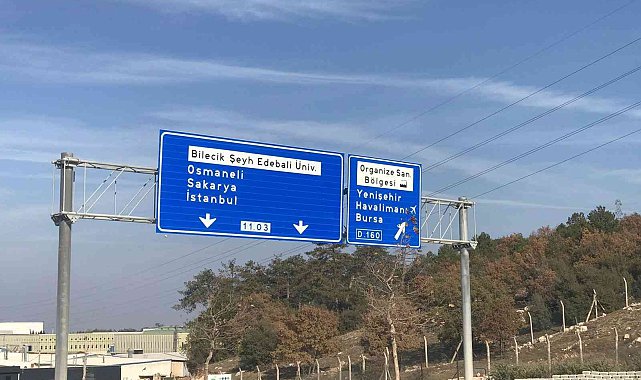 Bilecik Şeyh Edebali Üniv.
Osmaneli
Sakarya
İstanbul
11.03
Organize San.
Bölgesi
Yenişehir
Havalimanı
Bursa
D.160